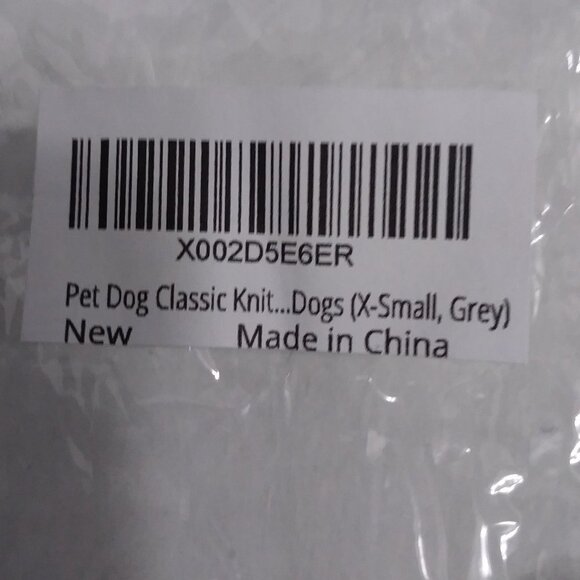 X002D5E6ER
Pet Dog Classic Knit...Dogs (X-Small, Grey)
New Made in China